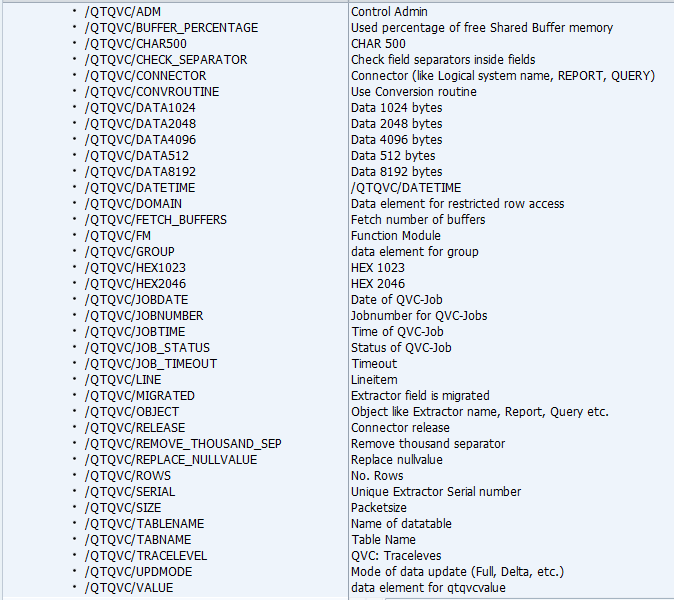 /QTQVC/ADM Control Admin
/QTQVC/BUFFER_PERCENTAGE Used percentage of free Shared Buffer memory
/QTQVC/CHAR500 CHAR 500
/QTQVC/CHECK_SEPARATOR Check field separators inside fields
/QTQVC/CONNECTOR Connector (like Logical system name, REPORT, QUERY)
/QTQVC/CONVROUTINE Use Conversion routine
/QTQVC/DATA1024 Data 1024 bytes
/QTQVC/DATA2048 Data 2048 bytes
/QTQVC/DATA4096 Data 4096 bytes
/QTQVC/DATA512 Data 512 bytes
/QTQVC/DATA8192 Data 8192 bytes
/QTQVC/DATETIME /QTQVC/DATETIME
/QTQVC/DOMAIN Data element for restricted row access
/QTQVC/FETCH_BUFFERS Fetch number of buffers
/QTQVC/FM Function Module
/QTQVC/GROUP data element for group
/QTQVC/HEX1023 HEX 1023
/QTQVC/HEX2046 HEX 2046
/QTQVC/JOBDATE Date of QVC-Job
/QTQVC/JOBNUMBER Jobnumber for QVC-Jobs
/QTQVC/JOBTIME Time of QVC-Job
/QTQVC/JOB_STATUS Status of QVC-Job
/QTQVC/JOB_TIMEOUT Timeout
/QTQVC/LINE Lineitem
/QTQVC/MIGRATED Extractor field is migrated
/QTQVC/OBJECT Object like Extractor name, Report, Query etc.
/QTQVC/RELEASE Connector release
/QTQVC/REMOVE_THOUSAND_SEP Remove thousand separator
/QTQVC/REPLACE_NULLVALUE Replace nullvalue
/QTQVC/ROWS No. Rows
/QTQVC/SERIAL Unique Extractor Serial number
/QTQVC/SIZE Packetsize
/QTQVC/TABLENAME Name of datatable
/QTQVC/TABNAME Table Name
/QTQVC/TRACELEVEL QVC: Traceleves
/QTQVC/UPDMODE Mode of data update (Full, Delta, etc.)
/QTQVC/VALUE data element for qtqvcvalue